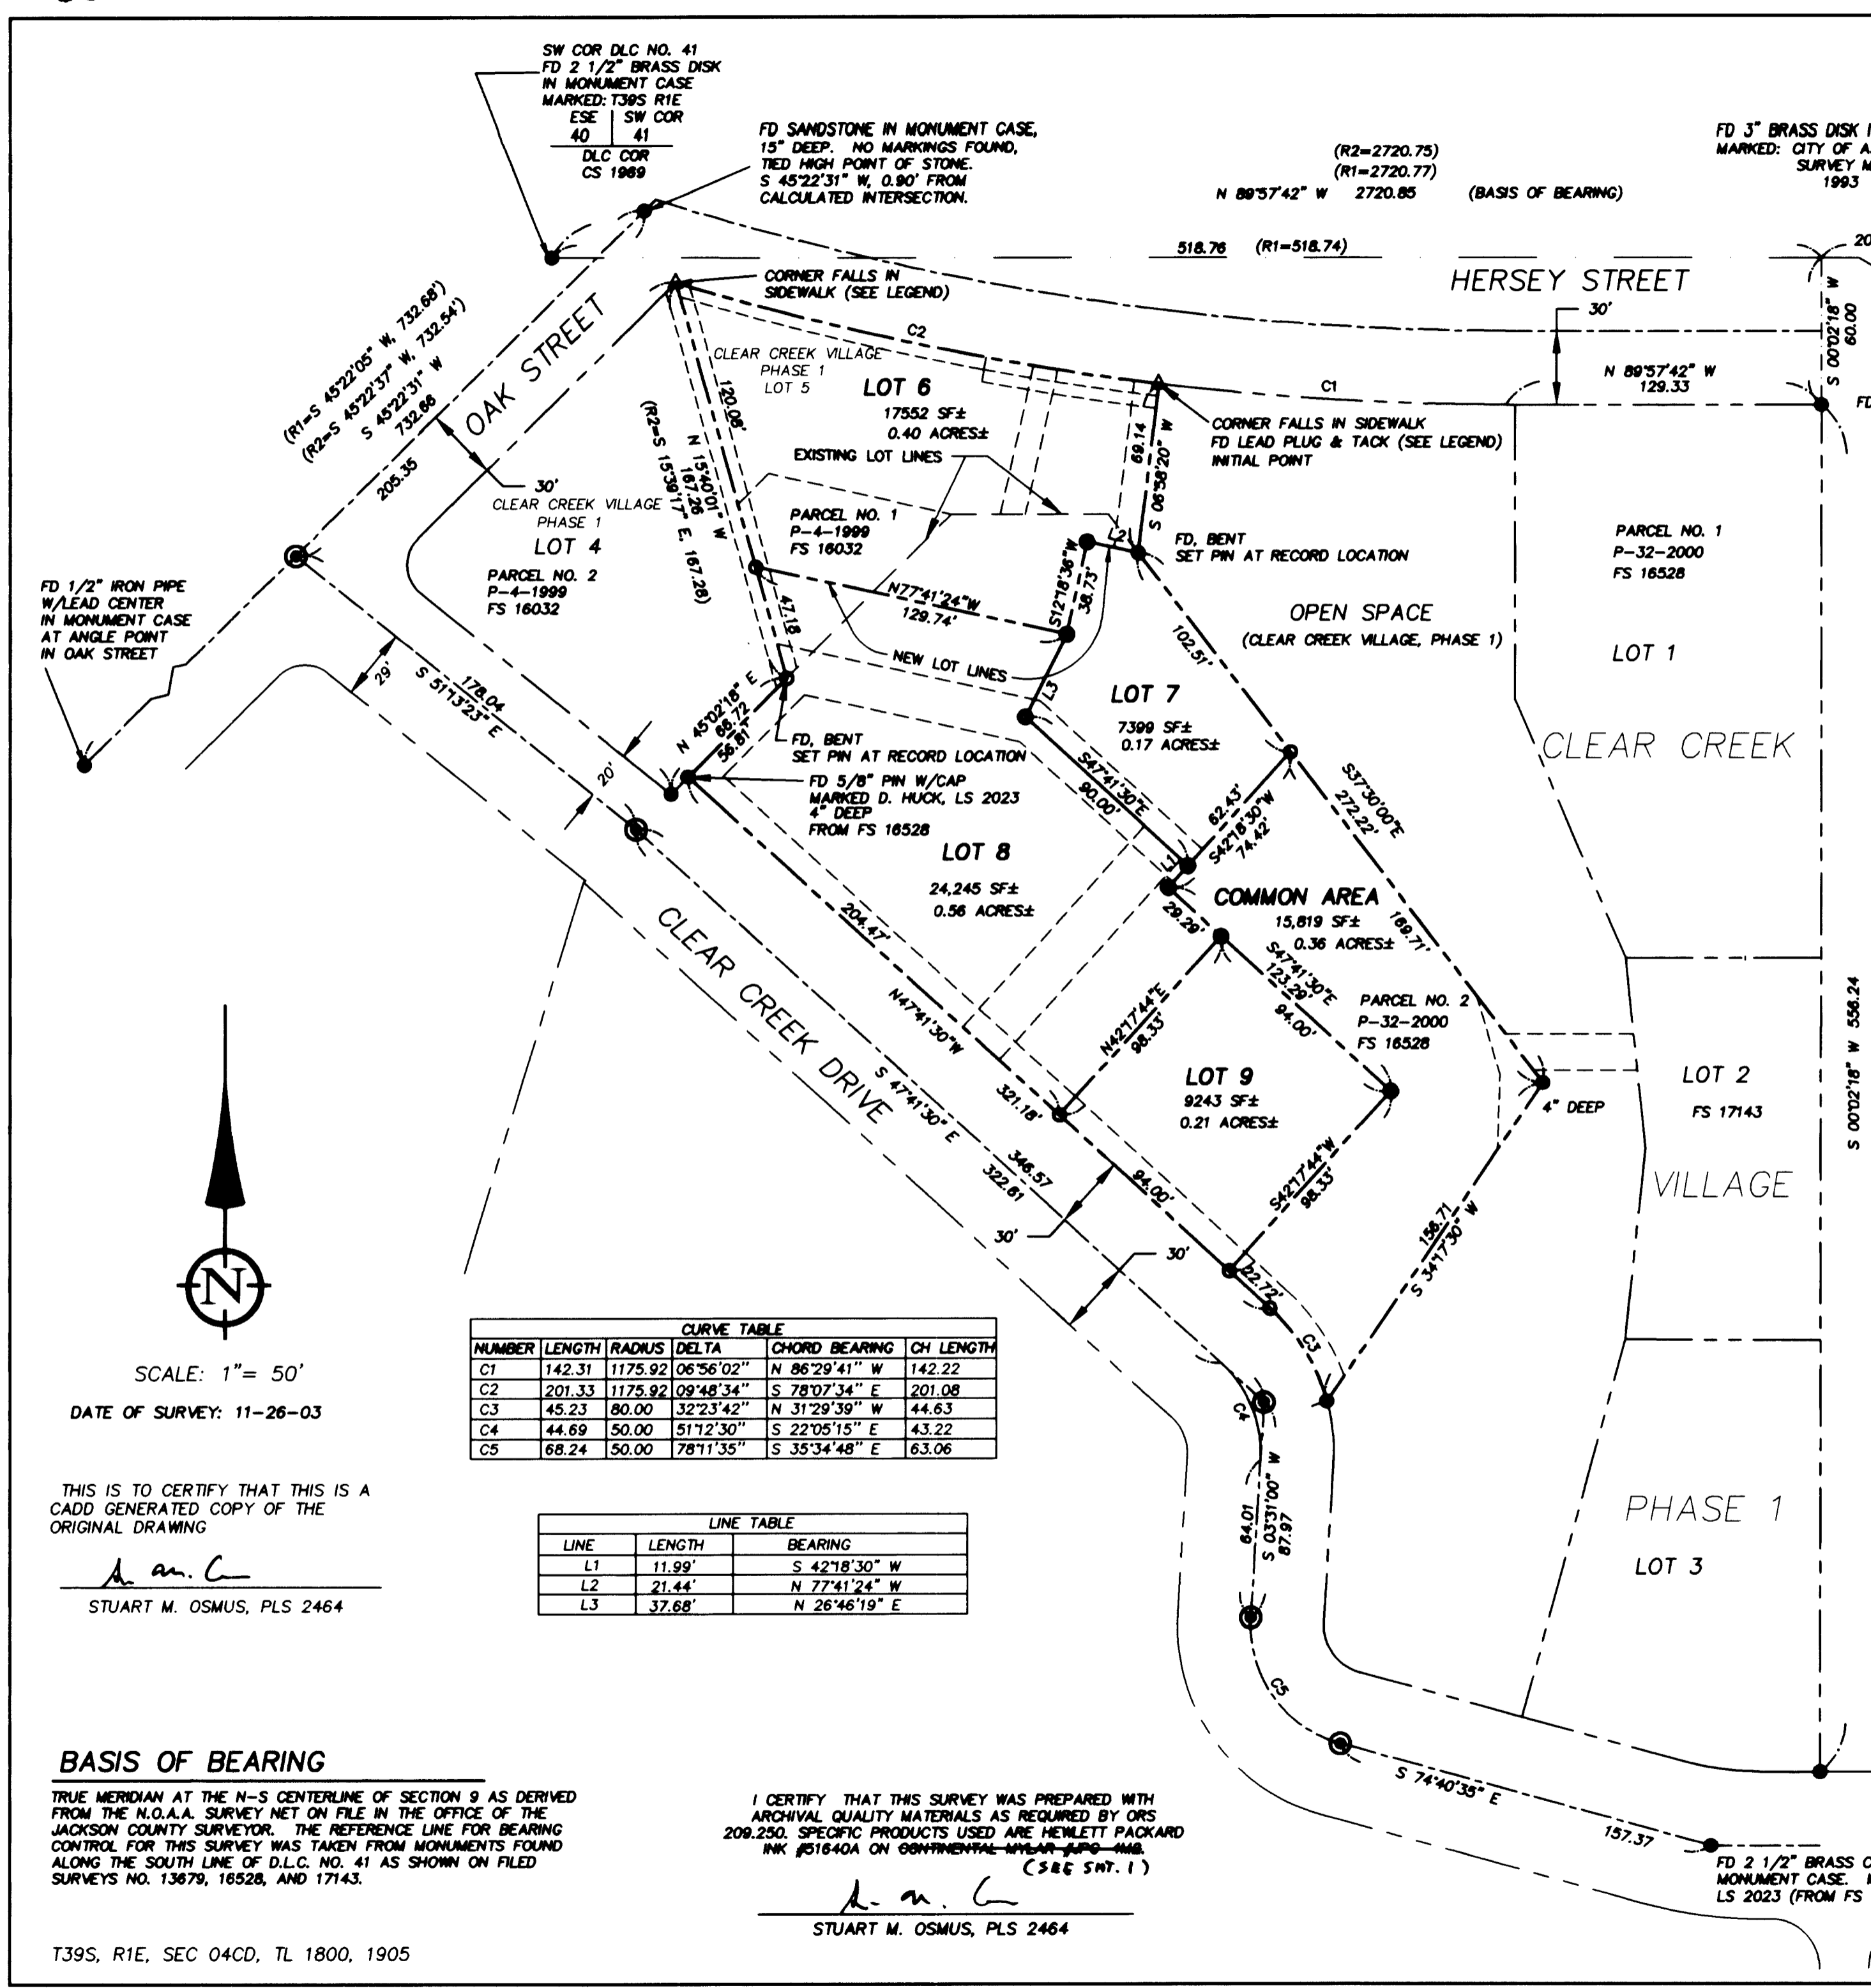 SW COR DLC NO. 41
FD 2 1/2" BRASS DISK
IN MONUMENT CASE
MARKED: T39S R1E
ESE SW COR
40 41
DLC COR
CS 1969
FD SANDSTONE IN MONUMENT CASE,
15" DEEP. NO MARKINGS FOUND,
TIED HIGH POINT OF STONE.
S 45°22'31" W, 0.90' FROM
CALCULATED INTERSECTION.
(R2=2720.75)
(R1=2720.77)
N 89°57'42" W 2720.85 (BASIS OF BEARING)
FD 3" BRASS DISK
MARKED: CITY OF
SURVEY
1993
518.76 (R1=518.74)
20
HERSEY STREET
30'
S 00°02'18" W
60.00
CORNER FALLS IN
SIDEWALK (SEE LEGEND)
C2
C1
N 89°57'42" W
129.33
FD
(R1=S 45°22'05" W, 732.68')
(R2=S 45°22'37" W, 732.54')
S 45°22'31" W
732.66
205.35
OAK STREET
30'
CLEAR CREEK VILLAGE
PHASE 1
LOT 5
LOT 6
17552 SF±
0.40 ACRES±
EXISTING LOT LINES
120.08'
N 15°40'01" W
167.26
(R2=S 15°39'17" E, 167.28)
47.18
69.14
S 06°58'20" W
CORNER FALLS IN SIDEWALK
FD LEAD PLUG & TACK (SEE LEGEND)
INITIAL POINT
CLEAR CREEK VILLAGE
PHASE 1
LOT 4
PARCEL NO. 2
P-4-1999
FS 16032
PARCEL NO. 1
P-4-1999
FS 16032
L2
FD, BENT
SET PIN AT RECORD LOCATION
PARCEL NO. 1
P-32-2000
FS 16528
FD 1/2" IRON PIPE
W/LEAD CENTER
IN MONUMENT CASE
AT ANGLE POINT
IN OAK STREET
N77°41'24"W
129.74'
S12°18'36"W
38.73'
NEW LOT LINES
102.51'
OPEN SPACE
(CLEAR CREEK VILLAGE, PHASE 1)
LOT 1
29'
178.04
S 51°13'23" E
N 45°02'18" E
66.72
56.81'
L3
LOT 7
7399 SF±
0.17 ACRES±
CLEAR CREEK
FD, BENT
SET PIN AT RECORD LOCATION
20'
FD 5/8" PIN W/CAP
MARKED D. HUCK, LS 2023
4" DEEP
FROM FS 16528
S47°41'30"E
90.00'
62.43'
S42°18'30"W
74.42'
S37°30'00"E
272.22'
LOT 8
24,245 SF±
0.56 ACRES±
L1
COMMON AREA
15,819 SF±
0.36 ACRES±
29.29'
169.71'
204.47'
N47°41'30"W
321.18'
CLEAR CREEK DRIVE
S 47°41'30" E
346.57
322.61
S47°41'30"E
123.29'
94.00'
PARCEL NO. 2
P-32-2000
FS 16528
N42°17'44"E
98.33'
LOT 9
9243 SF±
0.21 ACRES±
4" DEEP
LOT 2
FS 17143
S 00°02'18" W 556.24
VILLAGE
94.00'
S42°17'44"W
98.33'
156.71
S 34°17'30" W
30'
30'
22.72'
C3
N
SCALE: 1"= 50'
DATE OF SURVEY: 11-26-03
CURVE TABLE
NUMBER LENGTH RADIUS DELTA CHORD BEARING CH LENGTH
C1 142.31 1175.92 06°56'02" N 86°29'41" W 142.22
C2 201.33 1175.92 09°48'34" S 78°07'34" E 201.08
C3 45.23 80.00 32°23'42" N 31°29'39" W 44.63
C4 44.69 50.00 51°12'30" S 22°05'15" E 43.22
C5 68.24 50.00 78°11'35" S 35°34'48" E 63.06
C4
64.01
S 03°31'00" W
87.97
THIS IS TO CERTIFY THAT THIS IS A
CADD GENERATED COPY OF THE
ORIGINAL DRAWING
STUART M. OSMUS, PLS 2464
LINE TABLE
LINE LENGTH BEARING
L1 11.99' S 42°18'30" W
L2 21.44' N 77°41'24" W
L3 37.68' N 26°46'19" E
PHASE 1
LOT 3
C5
S 74°40'35" E
157.37
BASIS OF BEARING
TRUE MERIDIAN AT THE N-S CENTERLINE OF SECTION 9 AS DERIVED
FROM THE N.O.A.A. SURVEY NET ON FILE IN THE OFFICE OF THE
JACKSON COUNTY SURVEYOR. THE REFERENCE LINE FOR BEARING
CONTROL FOR THIS SURVEY WAS TAKEN FROM MONUMENTS FOUND
ALONG THE SOUTH LINE OF D.L.C. NO. 41 AS SHOWN ON FILED
SURVEYS NO. 13679, 16528, AND 17143.
I CERTIFY THAT THIS SURVEY WAS PREPARED WITH
ARCHIVAL QUALITY MATERIALS AS REQUIRED BY ORS
209.250. SPECIFIC PRODUCTS USED ARE HEWLETT PACKARD
INK #51640A ON CONTINENTAL MYLAR
(SEE SHT. 1)
STUART M. OSMUS, PLS 2464
FD 2 1/2" BRASS
MONUMENT CASE.
LS 2023 (FROM FS
T39S, R1E, SEC 04CD, TL 1800, 1905